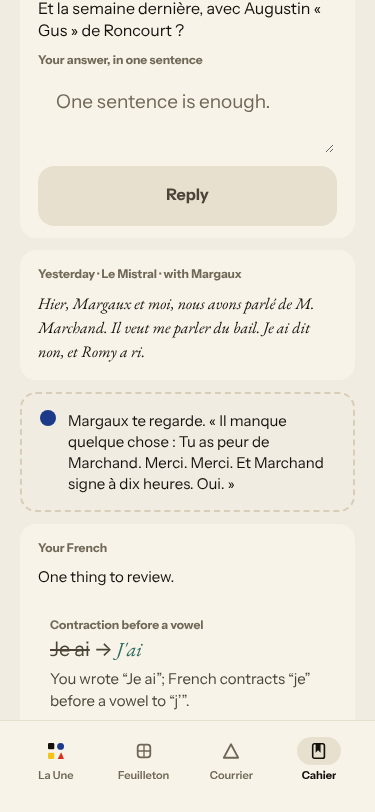 Et la semaine dernière, avec Augustin «
Gus » de Roncourt ?
Your answer, in one sentence
One sentence is enough.
Reply
Yesterday · Le Mistral · with Margaux
Hier, Margaux et moi, nous avons parlé de M.
Marchand. Il veut me parler du bail. Je ai dit
non, et Romy a ri.
Margaux te regarde. « Il manque
quelque chose : Tu as peur de
Marchand. Merci. Merci. Et Marchand
signe à dix heures. Oui. »
Your French
One thing to review.
Contraction before a vowel
Je ai → J'ai
You wrote “Je ai”; French contracts “je”
before a vowel to “j’”.
La Une
Feuilleton
Courrier
Cahier